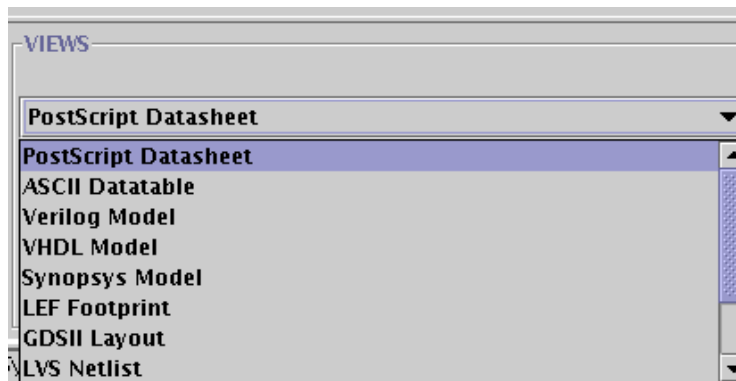 VIEWS
PostScript Datasheet
PostScript Datasheet
ASCII Datatable
Verilog Model
VHDL Model
Synopsys Model
LEF Footprint
GDSII Layout
LVS Netlist